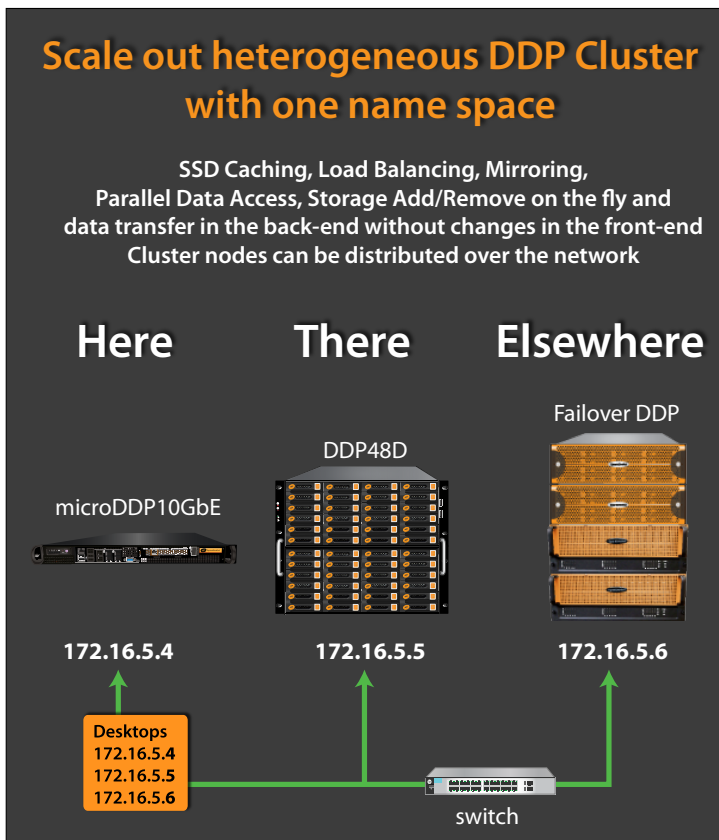 Scale out heterogeneous DDP Cluster
with one name space
SSD Caching, Load Balancing, Mirroring,
Parallel Data Access, Storage Add/Remove on the fly and
data transfer in the back-end without changes in the front-end
Cluster nodes can be distributed over the network
Here
There
Elsewhere
microDDP10GbE
DDP48D
Failover DDP
172.16.5.4
172.16.5.5
172.16.5.6
Desktops
172.16.5.4
172.16.5.5
172.16.5.6
switch